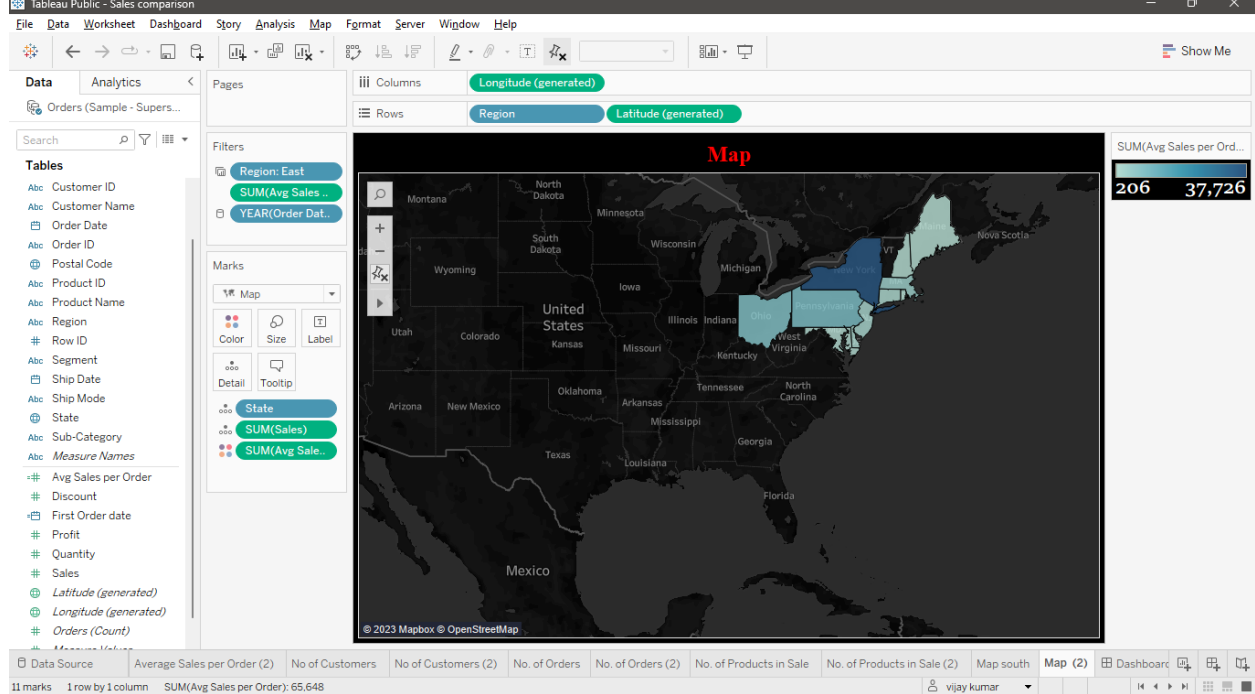 Tableau Public - Sales comparison
File Data Worksheet Dashboard Story Analysis Map Format Server Window Help
Show Me
Data Analytics
Orders (Sample - Supers...
Search
Tables
Abc Customer ID
Abc Customer Name
Order Date
Abc Order ID
Postal Code
Abc Product ID
Abc Product Name
Abc Region
# Row ID
Abc Segment
Ship Date
Abc Ship Mode
State
Abc Sub-Category
Abc Measure Names
=# Avg Sales per Order
# Discount
First Order date
# Profit
# Quantity
# Sales
Latitude (generated)
Longitude (generated)
# Orders (Count)
# Measure Values
Pages
Filters
Region: East
SUM(Avg Sales ..
YEAR(Order Dat..
Marks
Map
Color Size Label
Detail Tooltip
State
SUM(Sales)
SUM(Avg Sale..
Columns Longitude (generated)
Rows Region Latitude (generated)
Map
North
Dakota
Montana
Minnesota
South
Dakota
Wisconsin
Wyoming
Michigan
Iowa
United
States
Utah
Colorado
Kansas
Illinois
Indiana
Ohio
Pennsylvania
New York
VT
Maine
MA
Nova Scotia
Missouri
West
Virginia
Kentucky
Oklahoma
Tennessee
North
Carolina
Arizona
New Mexico
Arkansas
Mississippi
Georgia
Texas
Louisiana
Florida
Mexico
© 2023 Mapbox © OpenStreetMap
SUM(Avg Sales per Ord...
206 37,726
Data Source Average Sales per Order (2) No of Customers No of Customers (2) No. of Orders No. of Orders (2) No. of Products in Sale No. of Products in Sale (2) Map south Map (2) Dashboard
11 marks 1 row by 1 column SUM(Avg Sales per Order): 65,648 vijay kumar